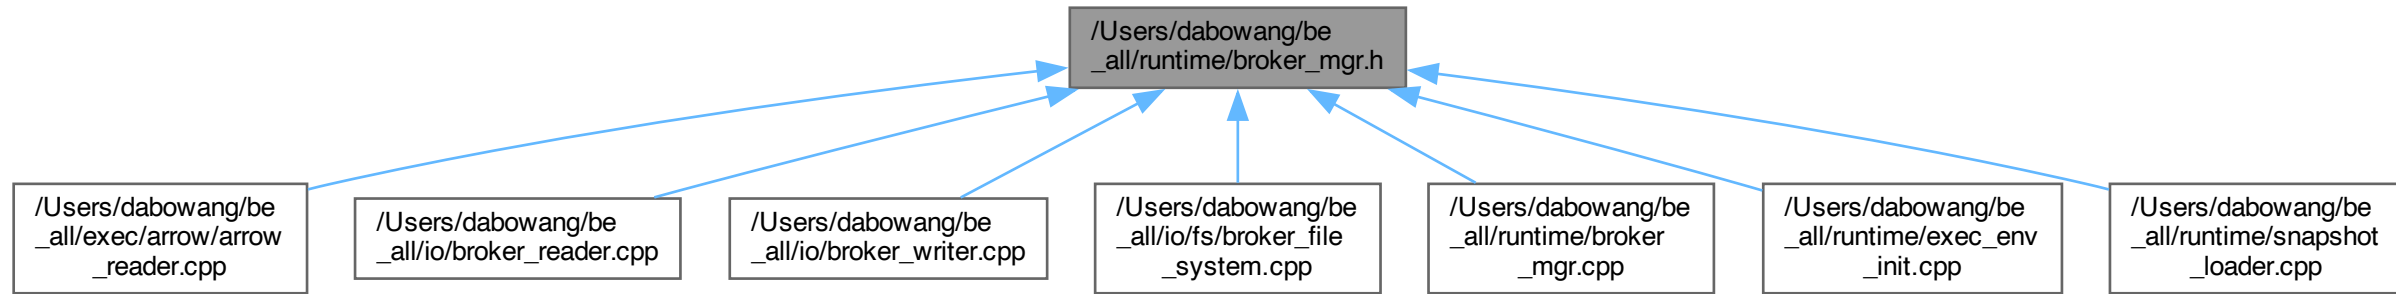 /Users/dabowang/be
_all/runtime/broker_mgr.h
/Users/dabowang/be
_all/exec/arrow/arrow
_reader.cpp
/Users/dabowang/be
_all/io/broker_reader.cpp
/Users/dabowang/be
_all/io/broker_writer.cpp
/Users/dabowang/be
_all/io/fs/broker_file
_system.cpp
/Users/dabowang/be
_all/runtime/broker
_mgr.cpp
/Users/dabowang/be
_all/runtime/exec_env
_init.cpp
/Users/dabowang/be
_all/runtime/snapshot
_loader.cpp